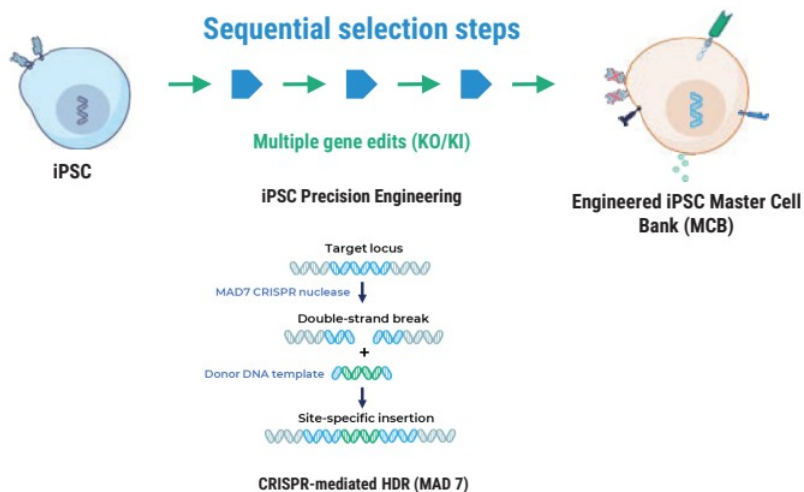 Sequential selection steps
Multiple gene edits (KO/KI)
iPSC
iPSC Precision Engineering
Engineered iPSC Master Cell
Bank (MCB)
Target locus
MAD7 CRISPR nuclease
Double-strand break
+
Donor DNA template
Site-specific insertion
CRISPR-mediated HDR (MAD 7)